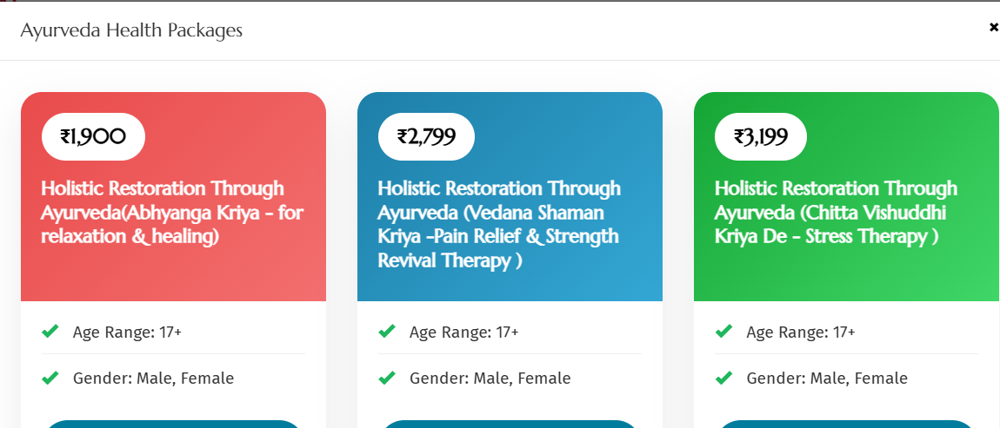 Ayurveda Health Packages
×
₹1,900
Holistic Restoration Through
Ayurveda(Abhyanga Kriya - for
relaxation & healing)
Age Range: 17+
Gender: Male, Female
₹2,799
Holistic Restoration Through
Ayurveda (Vedana Shaman
Kriya -Pain Relief & Strength
Revival Therapy )
Age Range: 17+
Gender: Male, Female
₹3,199
Holistic Restoration Through
Ayurveda (Chitta Vishuddhi
Kriya De - Stress Therapy )
Age Range: 17+
Gender: Male, Female